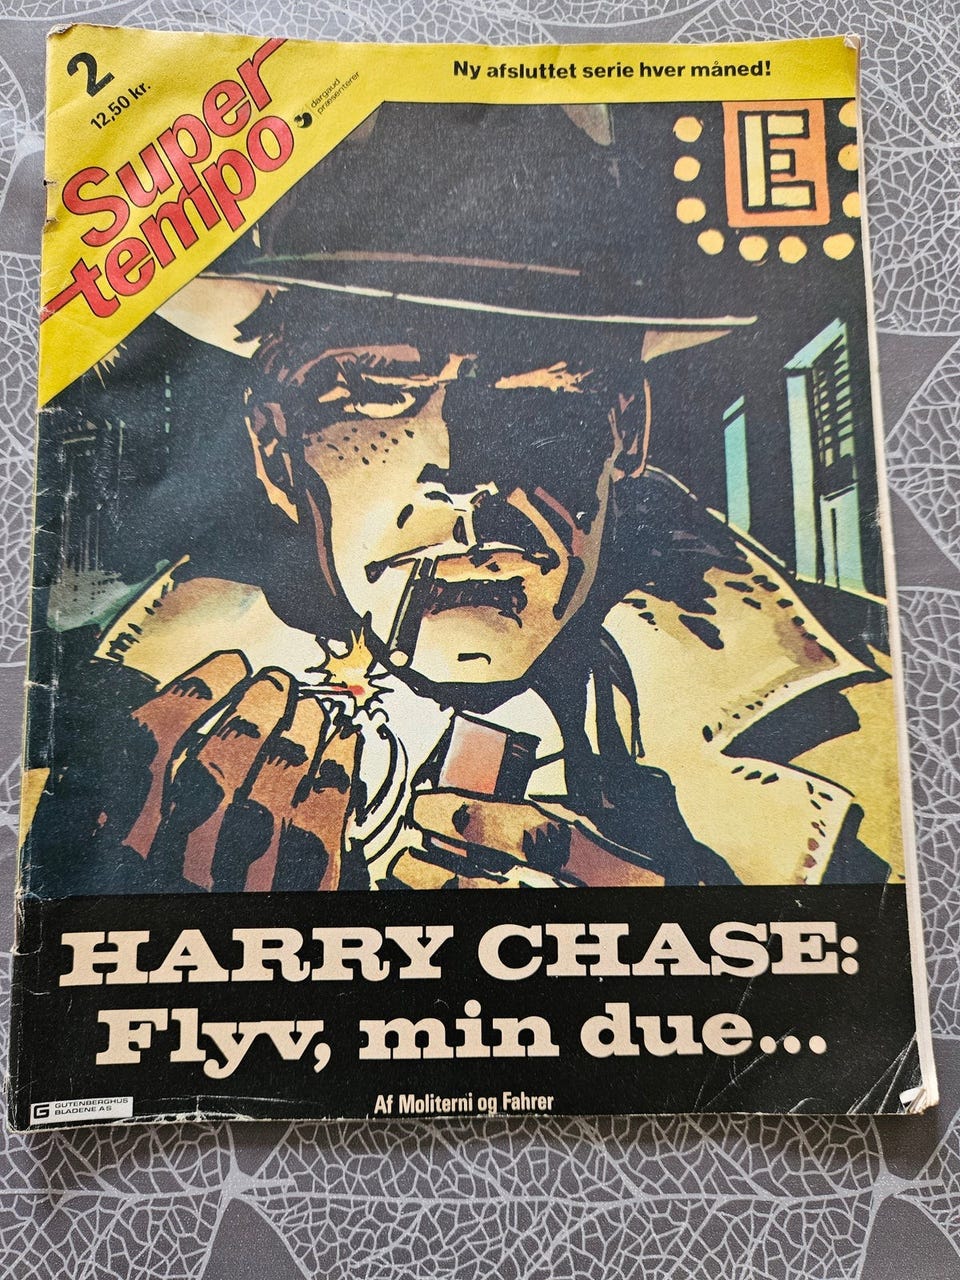 2
12,50 kr.
Super
tempo
dargaud
præsenterer
Ny afsluttet serie hver måned!
E
HARRY CHASE:
Flyv, min due...
Af Moliterni og Fahrer
G GUTENBERGHUS
BLADENE AS